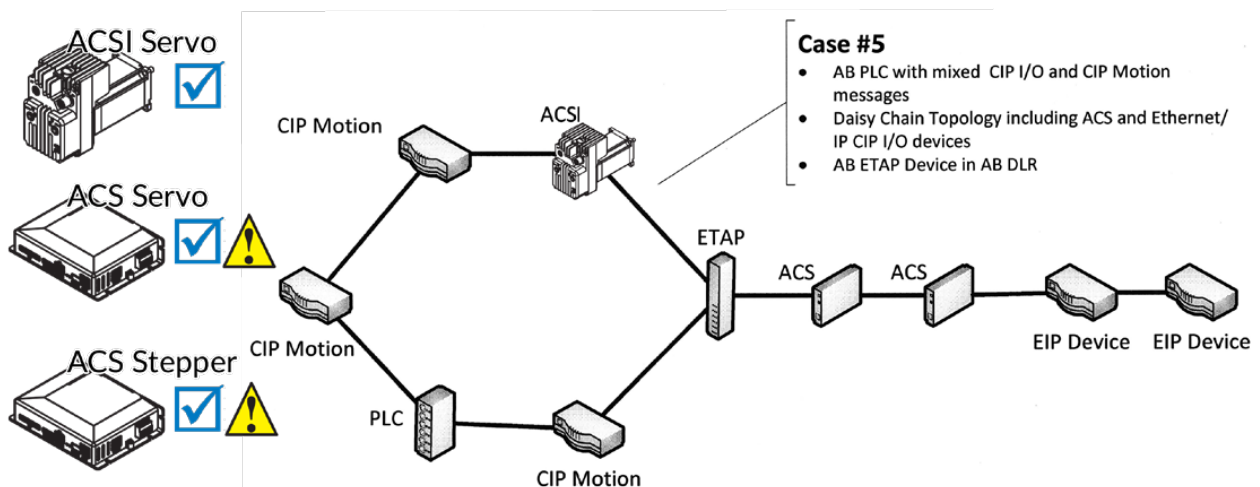 ACSI Servo
ACS Servo
ACS Stepper
CIP Motion
ACSI
CIP Motion
PLC
CIP Motion
ETAP
ACS
ACS
EIP Device
EIP Device
Case #5
• AB PLC with mixed CIP I/O and CIP Motion
messages
• Daisy Chain Topology including ACS and Ethernet/
IP CIP I/O devices
• AB ETAP Device in AB DLR